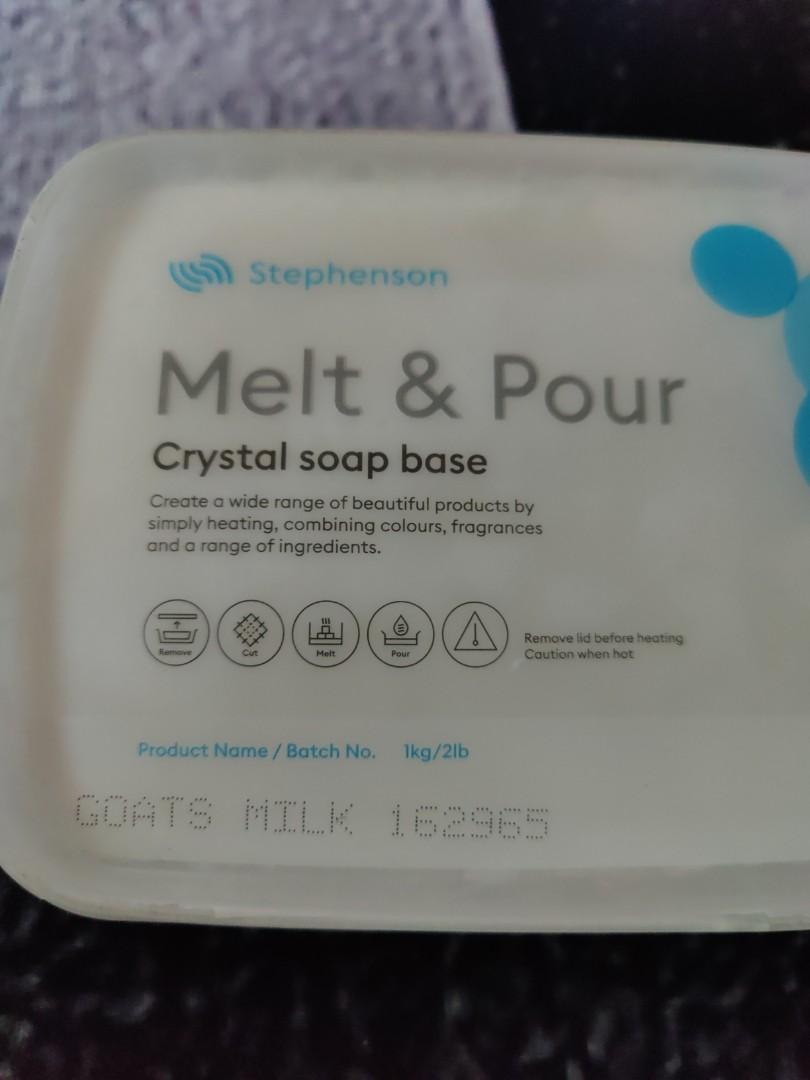 Stephenson
Melt & Pour
Crystal soap base
Create a wide range of beautiful products by
simply heating, combining colours, fragrances
and a range of ingredients.
Remove Cut Melt Pour
Remove lid before heating
Caution when hot
Product Name / Batch No. 1kg/2lb
GOATS MILK 162965